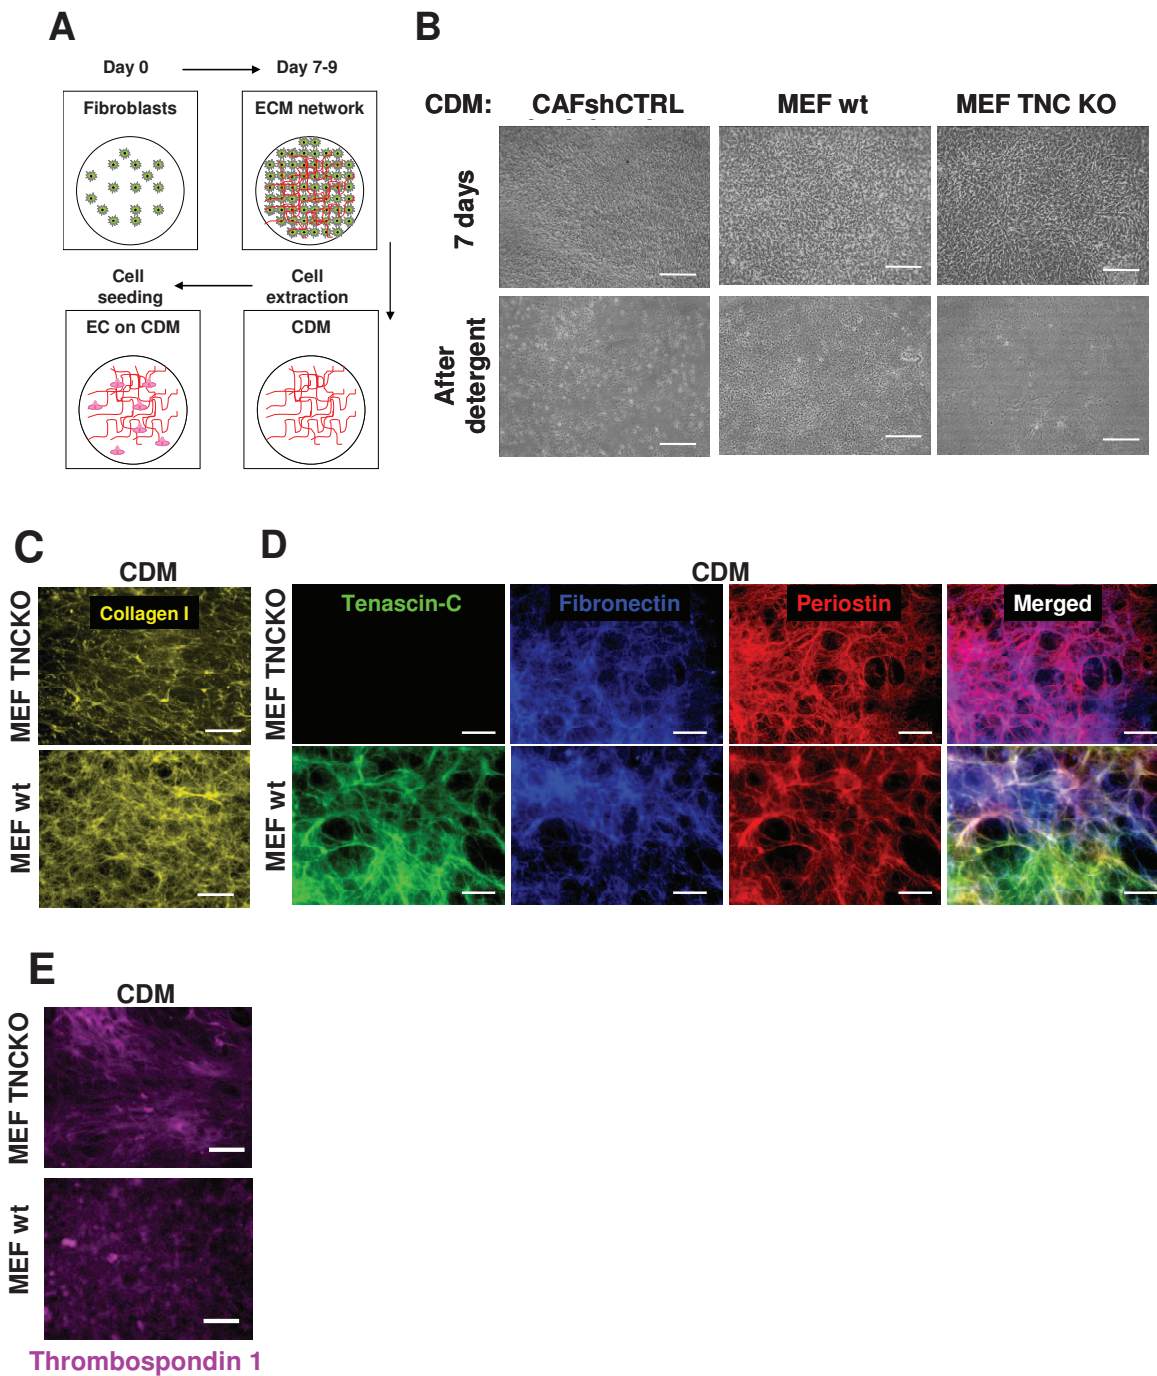 A
Day 0
Day 7-9
Fibroblasts
ECM network
Cell
seeding
Cell
extraction
EC on CDM
CDM
B
CDM:
CAFshCTRL
MEF wt
MEF TNC KO
7 days
After
detergent
C
CDM
MEF TNCKO
Collagen I
MEF wt
D
CDM
MEF TNCKO
Tenascin-C
Fibronectin
Periostin
Merged
MEF wt
E
CDM
MEF TNCKO
MEF wt
Thrombospondin 1